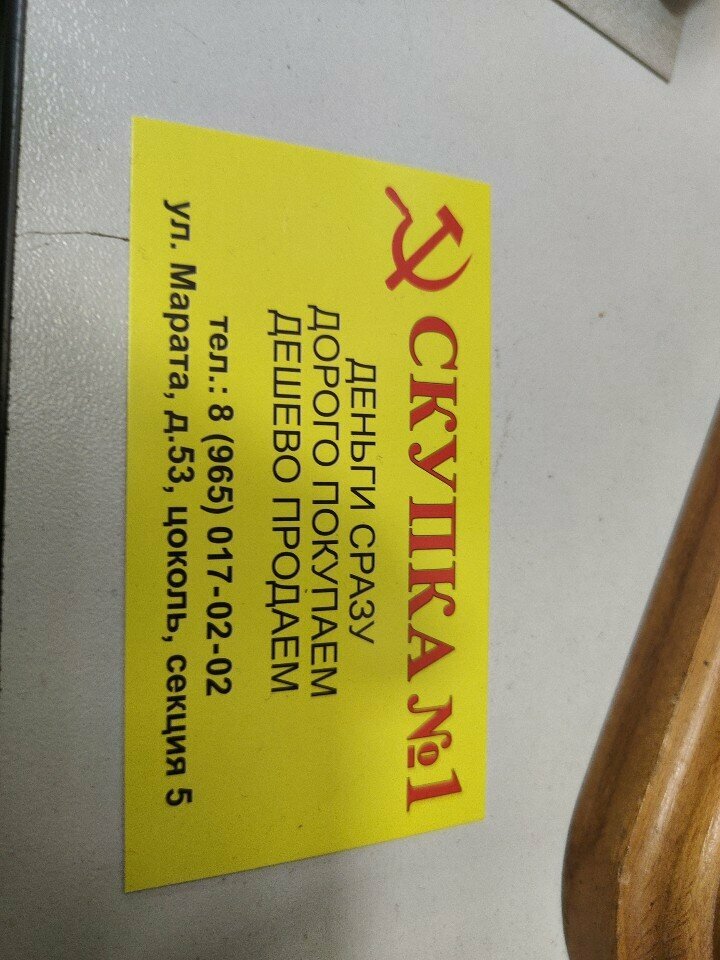 СКУПКА №1
ДЕНЬГИ СРАЗУ
ДОРОГО ПОКУПАЕМ
ДЕШЕВО ПРОДАЕМ
тел.: 8 (965) 017-02-02
ул. Марата, д.53, цоколь, секция 5